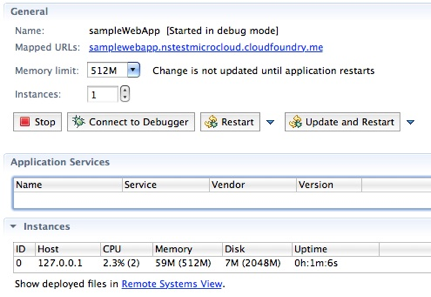 General
Name: sampleWebApp [Started in debug mode]
Mapped URLs: samplewebapp.nstestmicrocloud.cloudfoundry.me
Memory limit: 512M Change is not updated until application restarts
Instances: 1
Stop Connect to Debugger Restart Update and Restart
Application Services
Name Service Vendor Version
Instances
ID Host CPU Memory Disk Uptime
0 127.0.0.1 2.3% (2) 59M (512M) 7M (2048M) 0h:1m:6s
Show deployed files in Remote Systems View.